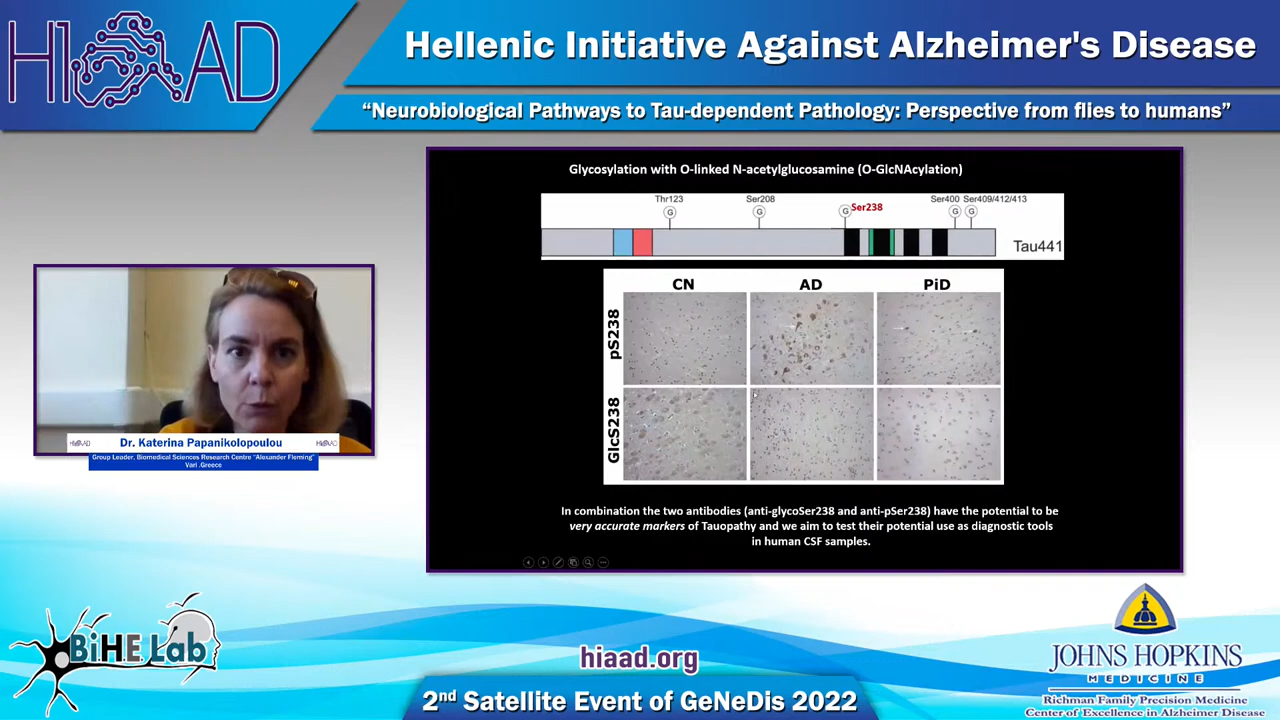 HIAAD
Hellenic Initiative Against Alzheimer's Disease
“Neurobiological Pathways to Tau-dependent Pathology: Perspective from flies to humans”
Glycosylation with O-linked N-acetylglucosamine (O-GlcNAcylation)
Thr123 Ser208 Ser238 Ser400 Ser409/412/413
G G G G G
Tau441
CN AD PiD
pS238
GlcS238
In combination the two antibodies (anti-glycoSer238 and anti-pSer238) have the potential to be
very accurate markers of Tauopathy and we aim to test their potential use as diagnostic tools
in human CSF samples.
HIAAD Dr. Katerina Papanikolopoulou HIAAD
Group Leader, Biomedical Sciences Research Centre "Alexander Fleming"
Vari ,Greece
BiHE Lab
hiaad.org
2nd Satellite Event of GeNeDis 2022
JOHNS HOPKINS
MEDICINE
Richman Family Precision Medicine
Center of Excellence in Alzheimer Disease